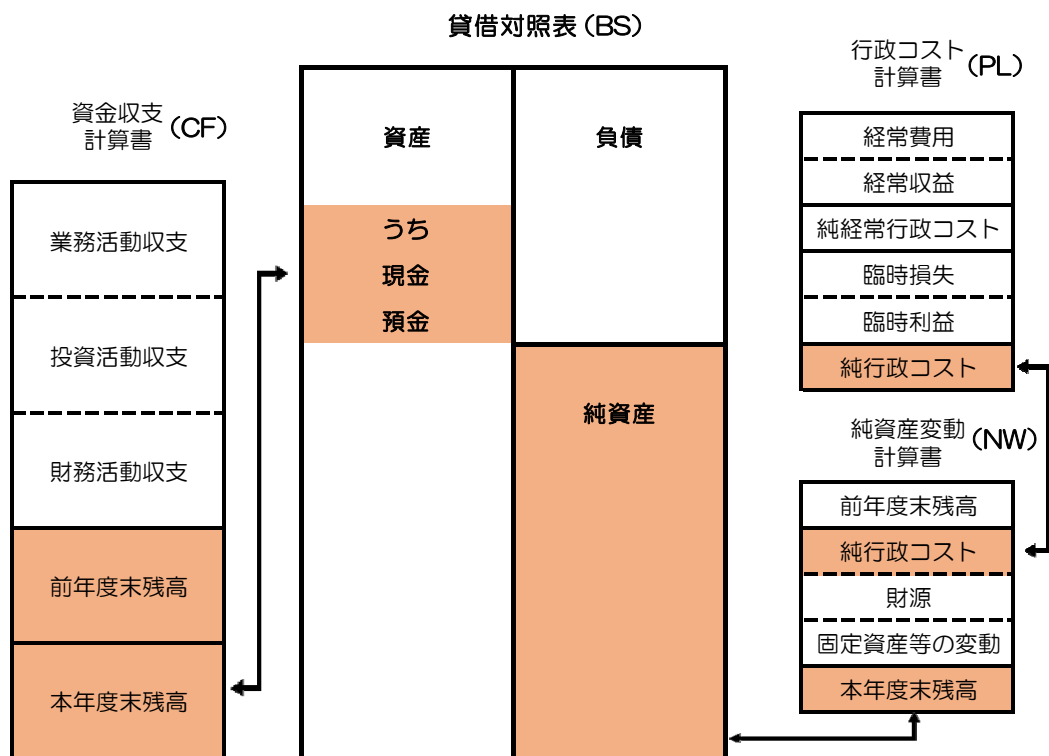 貸借対照表(BS)
資金収支
計算書
(CF)
業務活動収支
投資活動収支
財務活動収支
前年度末残高
本年度末残高
資産
うち
現金
預金
負債
純資産
行政コスト
計算書
(PL)
経常費用
経常収益
純経常行政コスト
臨時損失
臨時利益
純行政コスト
純資産変動
計算書
(NW)
前年度末残高
純行政コスト
財源
固定資産等の変動
本年度末残高